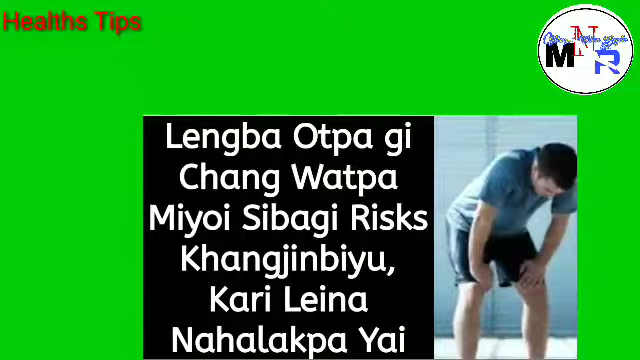 Healths Tips
N
M R
Lengba Otpa gi
Chang Watpa
Miyoi Sibagi Risks
Khangjinbiyu,
Kari Leina
Nahalakpa Yai